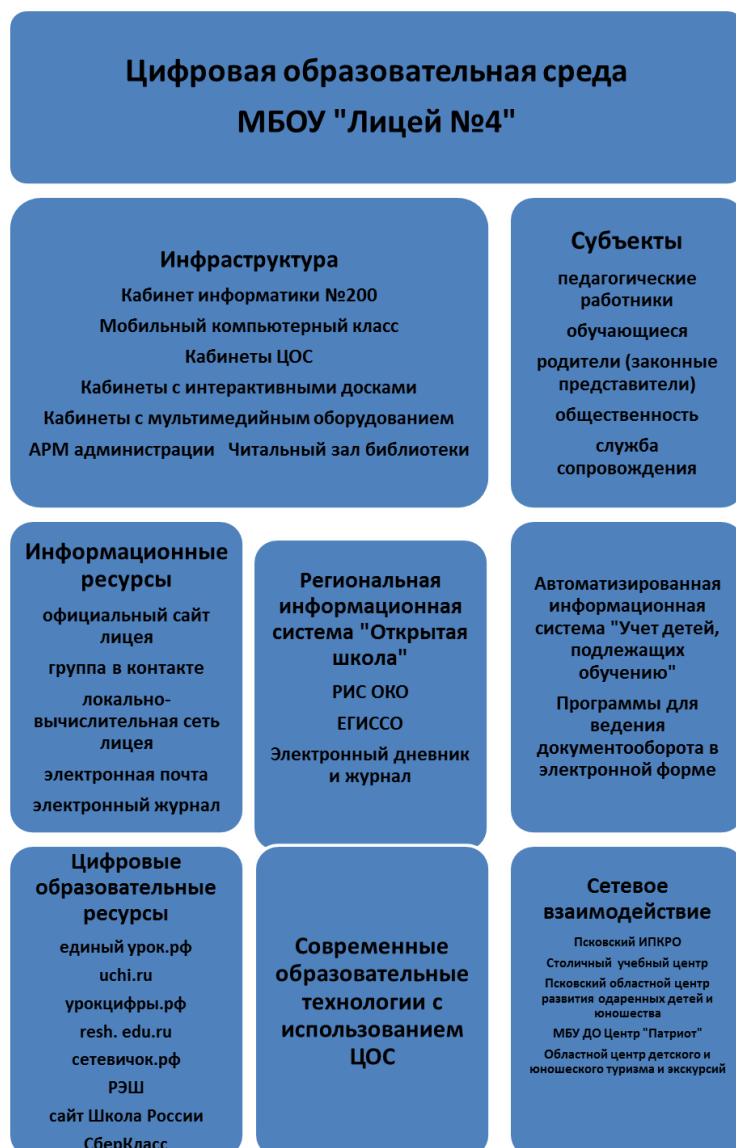 Цифровая образовательная среда
МБОУ "Лицей №4"
Инфраструктура
Кабинет информатики №200
Мобильный компьютерный класс
Кабинеты ЦОС
Кабинеты с интерактивными досками
Кабинеты с мультимедийным оборудованием
АРМ администрации Читальный зал библиотеки
Субъекты
педагогические
работники
обучающиеся
родители (законные
представители)
общественность
служба
сопровождения
Информационные
ресурсы
официальный сайт
лицея
группа в контакте
локально-
вычислительная сеть
лицея
электронная почта
электронный журнал
Региональная
информационная
система "Открытая
школа"
РИС ОКО
ЕГИССО
Электронный дневник
и журнал
Автоматизированная
информационная
система "Учет детей,
подлежащих
обучению"
Программы для
ведения
документооборота в
электронной форме
Цифровые
образовательные
ресурсы
единый урок.рф
uchi.ru
урокцифры.рф
resh. edu.ru
сетевичок.рф
РЭШ
сайт Школа России
СберКласс
Современные
образовательные
технологии с
использованием
ЦОС
Сетевое
взаимодействие
Псковский ИПКРО
Столичный учебный центр
Псковский областной центр
развития одаренных детей и
юношества
МБУ ДО Центр "Патриот"
Областной центр детского и
юношеского туризма и экскурсий